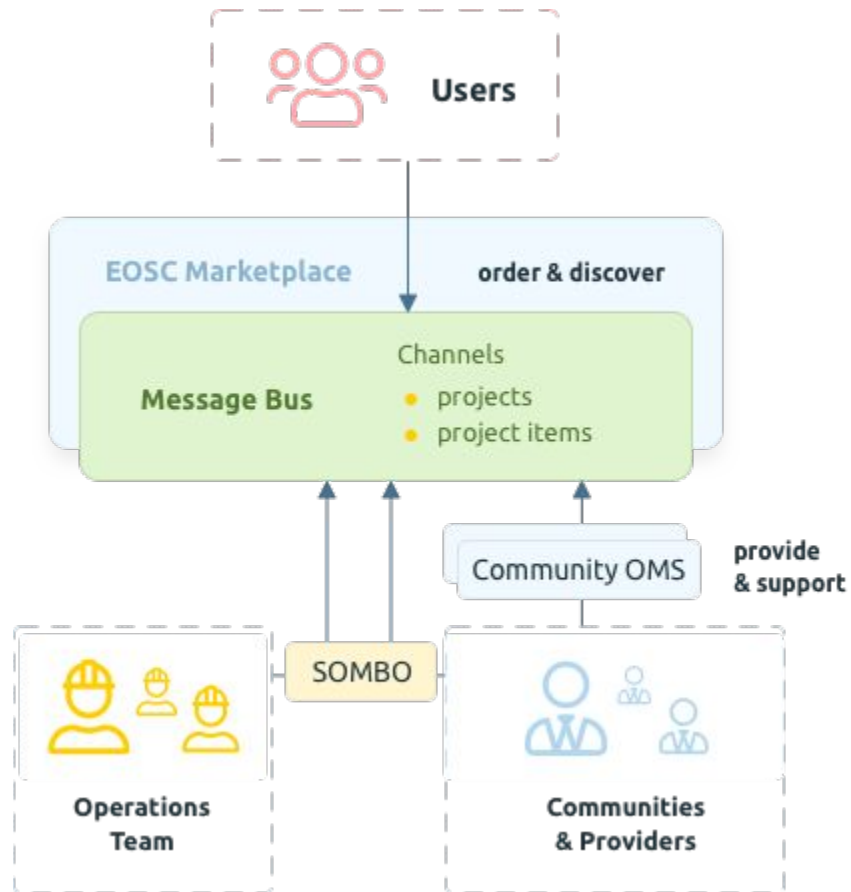 Users
EOSC Marketplace
order & discover
Message Bus
Channels
projects
project items
Community OMS
provide
& support
SOMBO
Operations
Team
Communities
& Providers